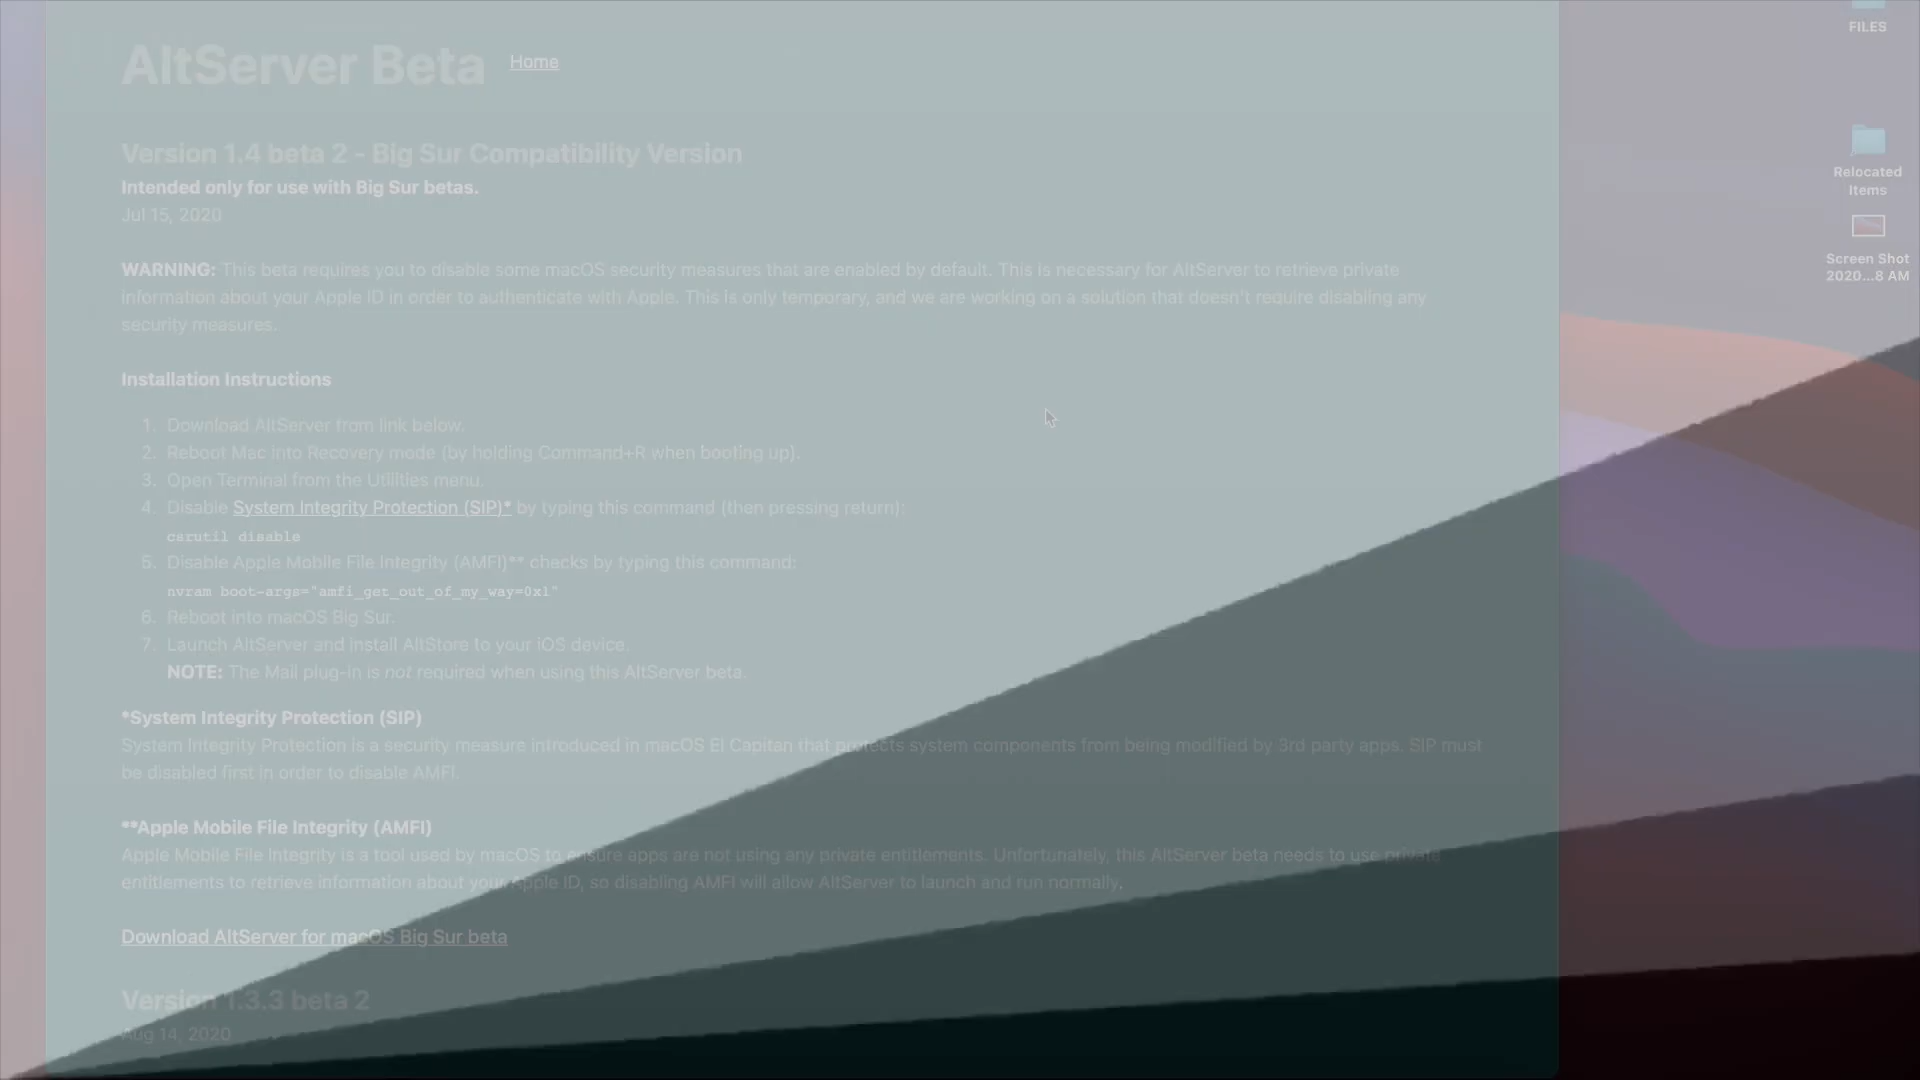 AltServer Beta Home
FILES
Version 1.4 beta 2 - Big Sur Compatibility Version
Intended only for use with Big Sur betas.
Jul 15, 2020
Relocated
Items
Screen Shot
2020...8 AM
WARNING: This beta requires you to disable some macOS security measures that are enabled by default. This is necessary for AltServer to retrieve private
information about your Apple ID in order to authenticate with Apple. This is only temporary, and we are working on a solution that doesn't require disabling any
security measures.
Installation Instructions
1. Download AltServer from link below.
2. Reboot Mac into Recovery mode (by holding Command+R when booting up).
3. Open Terminal from the Utilities menu.
4. Disable System Integrity Protection (SIP)* by typing this command (then pressing return):
csrutil disable
5. Disable Apple Mobile File Integrity (AMFI)** checks by typing this command:
nvram boot-args="amfi_get_out_of_my_way=0x1"
6. Reboot into macOS Big Sur.
7. Launch AltServer and install AltStore to your iOS device.
NOTE: The Mail plug-in is not required when using this AltServer beta.
*System Integrity Protection (SIP)
System Integrity Protection is a security measure introduced in macOS El Capitan that protects system components from being modified by 3rd party apps. SIP must
be disabled first in order to disable AMFI.
**Apple Mobile File Integrity (AMFI)
Apple Mobile File Integrity is a tool used by macOS to ensure apps are not using any private entitlements. Unfortunately, this AltServer beta needs to use private
entitlements to retrieve information about your Apple ID, so disabling AMFI will allow AltServer to launch and run normally.
Download AltServer for macOS Big Sur beta
Version 1.3.3 beta 2
Aug 14, 2020